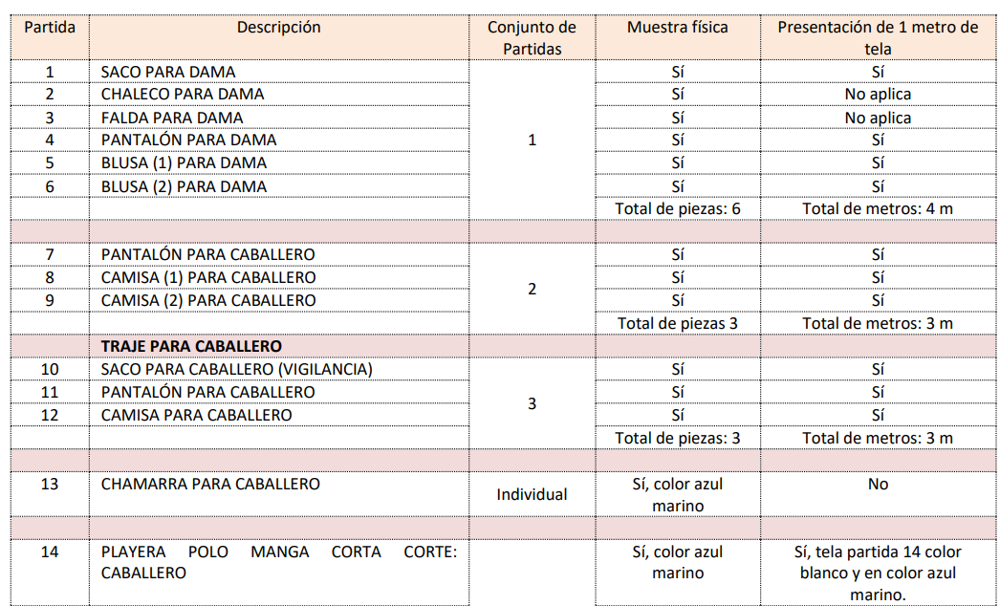 Partida Descripción Conjunto de Partidas Muestra física Presentación de 1 metro de tela
1 SACO PARA DAMA Sí Sí
2 CHALECO PARA DAMA Sí No aplica
3 FALDA PARA DAMA Sí No aplica
4 PANTALÓN PARA DAMA 1 Sí Sí
5 BLUSA (1) PARA DAMA Sí Sí
6 BLUSA (2) PARA DAMA Sí Sí
Total de piezas: 6 Total de metros: 4 m
7 PANTALÓN PARA CABALLERO Sí Sí
8 CAMISA (1) PARA CABALLERO 2 Sí Sí
9 CAMISA (2) PARA CABALLERO Sí Sí
Total de piezas 3 Total de metros: 3 m
TRAJE PARA CABALLERO
10 SACO PARA CABALLERO (VIGILANCIA) Sí Sí
11 PANTALÓN PARA CABALLERO 3 Sí Sí
12 CAMISA PARA CABALLERO Sí Sí
Total de piezas: 3 Total de metros: 3 m
13 CHAMARRA PARA CABALLERO Individual Sí, color azul marino No
14 PLAYERA POLO MANGA CORTA CORTE: CABALLERO Sí, color azul marino Sí, tela partida 14 color blanco y en color azul marino.